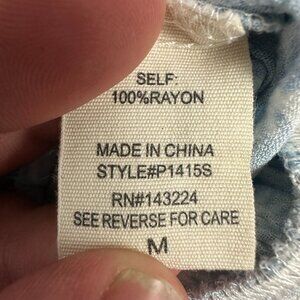 SELF:
100%RAYON
MADE IN CHINA
STYLE#P1415S
RN#143224
SEE REVERSE FOR CARE
M